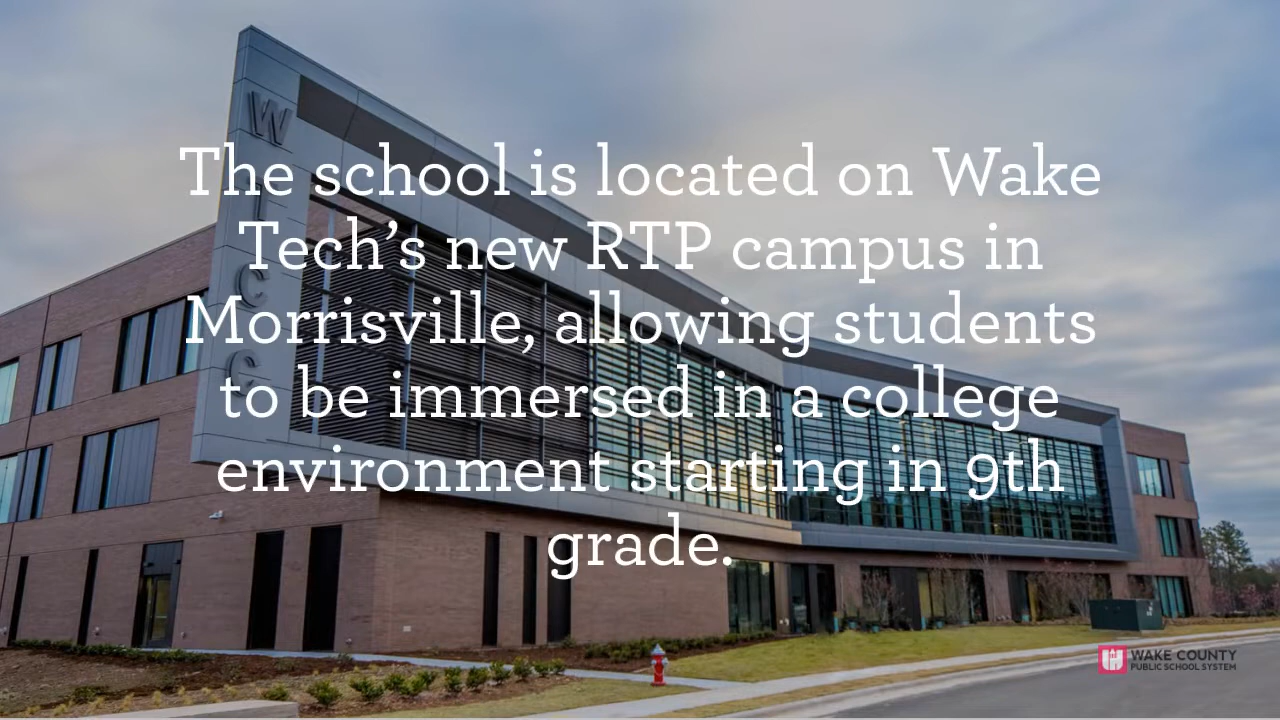 W
T
C
C
The school is located on Wake
Tech’s new RTP campus in
Morrisville, allowing students
to be immersed in a college
environment starting in 9th
grade.
WAKE COUNTY
PUBLIC SCHOOL SYSTEM